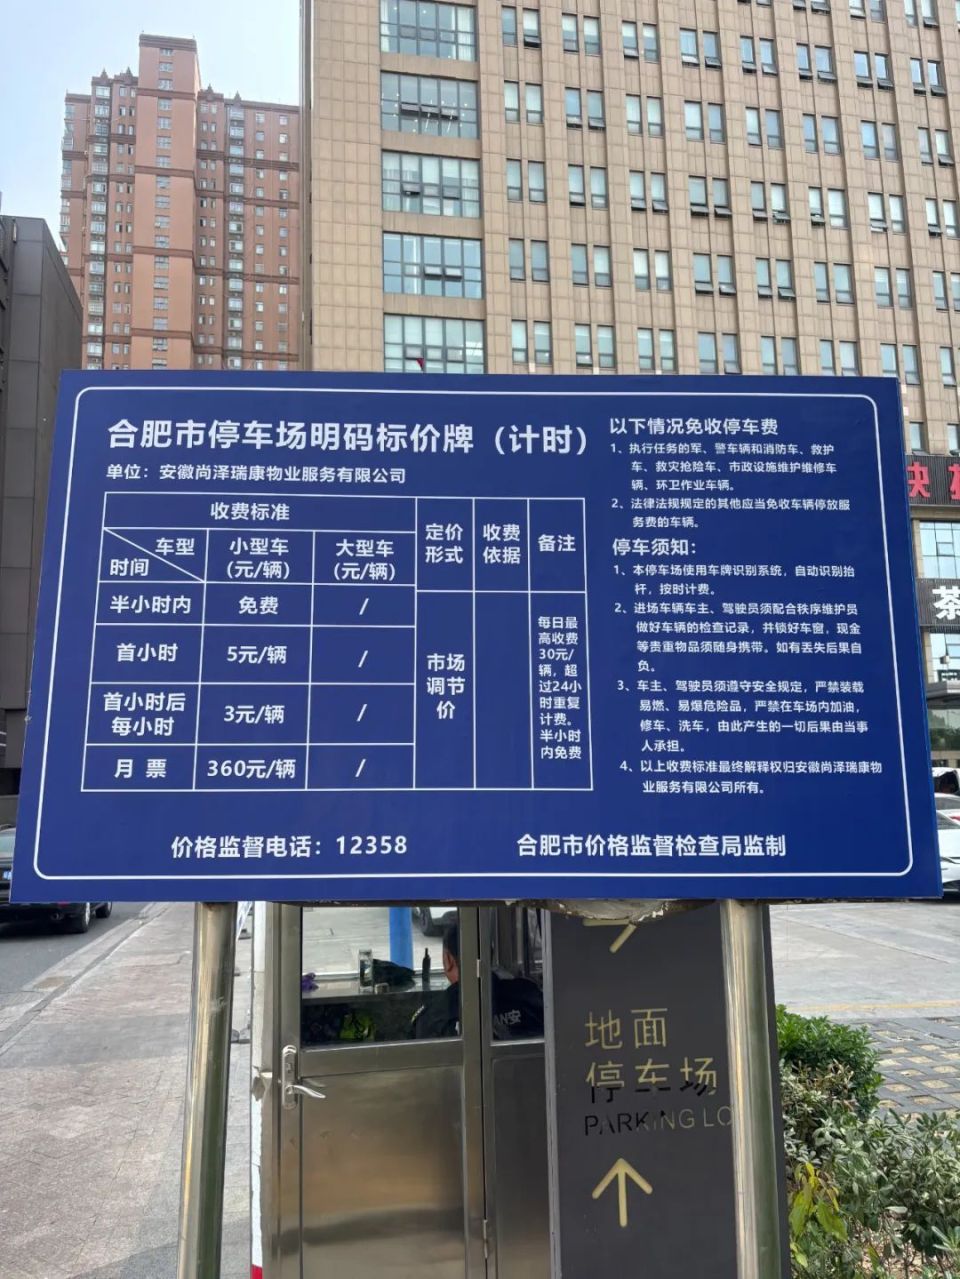 合肥市停车场明码标价牌（计时）
单位：安徽尚泽瑞康物业服务有限公司
收费标准
定价
形式
收费
依据
备注
车型
时间
小型车
(元/辆)
大型车
(元/辆)
半小时内
免费
/
首小时
5元/辆
/
首小时后
每小时
3元/辆
/
月 票
360元/辆
/
市场
调节
价
每日最
高收费
30元/
辆，超
过24小
时重复
计费。
半小时
内免费
以下情况免收停车费
1、执行任务的军、警车辆和消防车、救护
车、救灾抢险车、市政设施维护维修车
辆、环卫作业车辆。
2、法律法规规定的其他应当免收车辆停放服
务费的车辆。
停车须知：
1、本停车场使用车牌识别系统，自动识别抬
杆，按时计费。
2、进场车辆车主、驾驶员须配合秩序维护员
做好车辆的检查记录，并锁好车窗，现金
等贵重物品须随身携带。如有丢失后果自
负。
3、车主、驾驶员须遵守安全规定，严禁装载
易燃、易爆危险品，严禁在车场内加油，
修车、洗车，由此产生的一切后果由当事
人承担。
4、以上收费标准最终解释权归安徽尚泽瑞康物
业服务有限公司所有。
价格监督电话：12358
合肥市价格监督检查局监制
茶
地面
停车场
PARKING LO